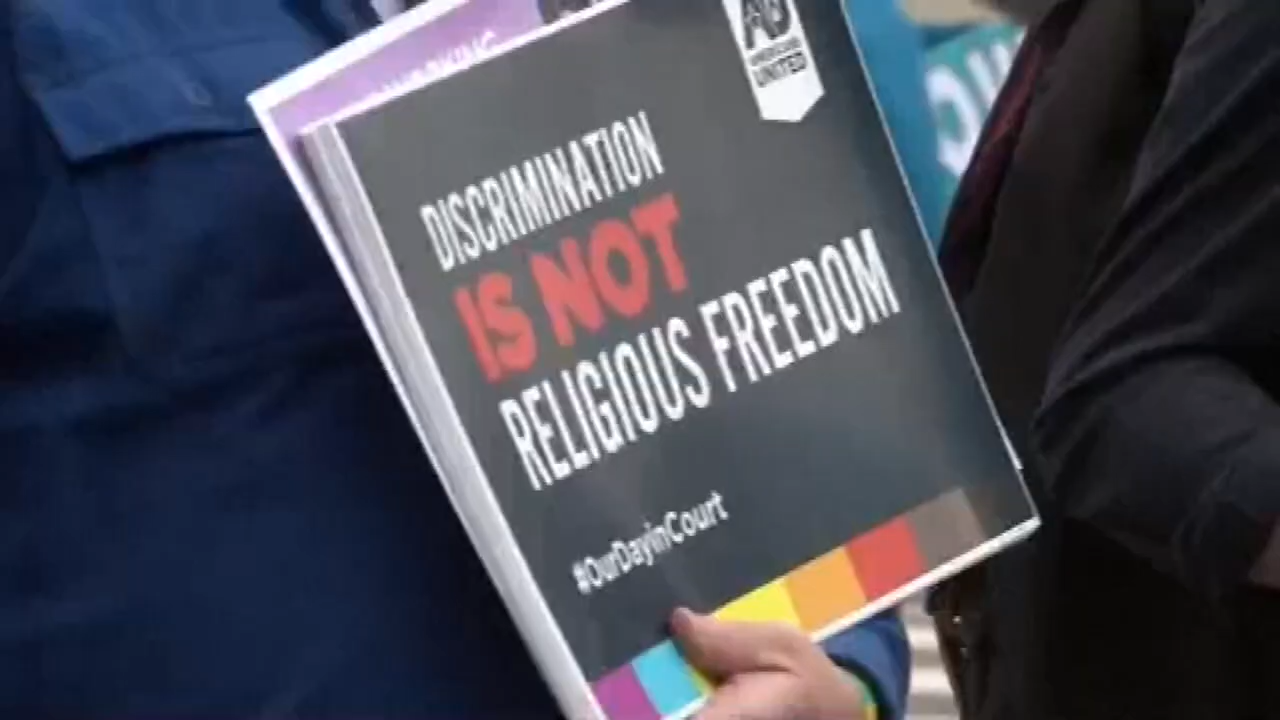 AU
AMERICANS
UNITED
DISCRIMINATION
IS NOT
RELIGIOUS FREEDOM
#OurDayinCourt